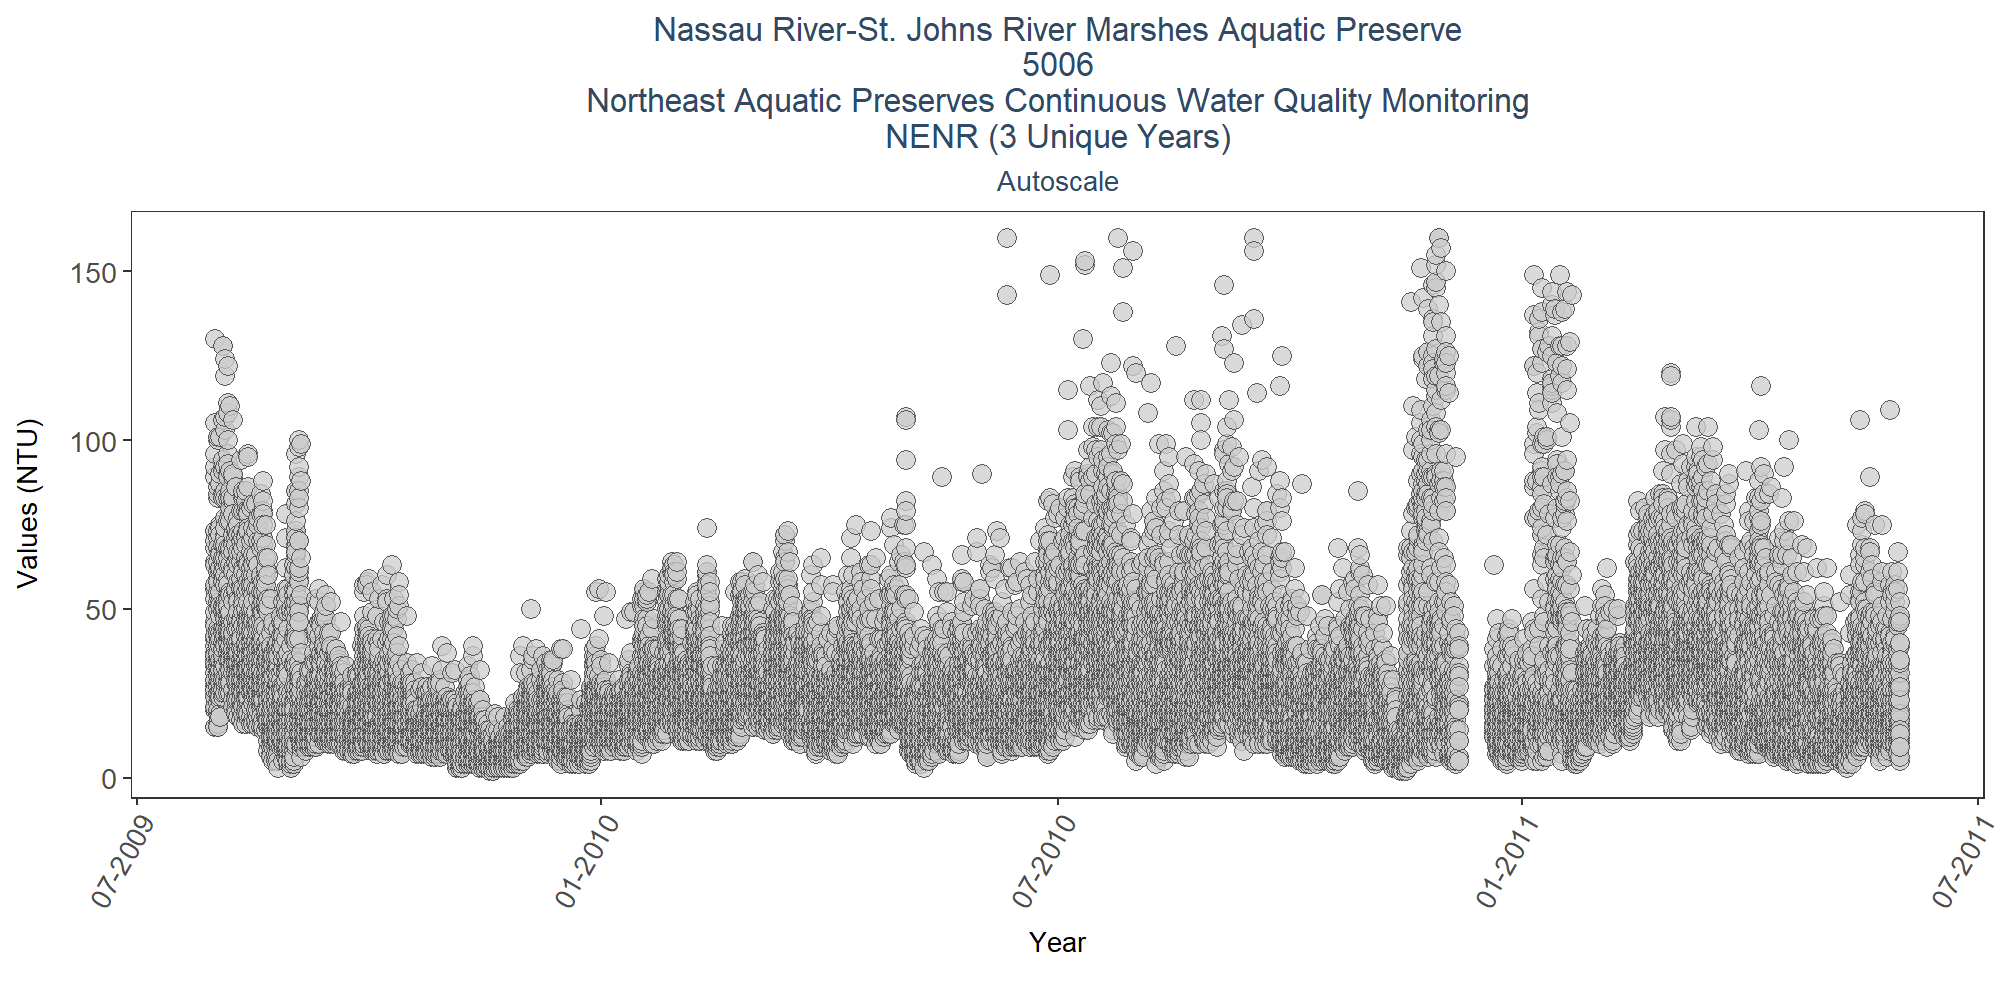 Nassau River-St. Johns River Marshes Aquatic Preserve
5006
Northeast Aquatic Preserves Continuous Water Quality Monitoring
NENR (3 Unique Years)
Autoscale
Values (NTU)
150
100
50
0
07-2009
01-2010
07-2010
01-2011
07-2011
Year